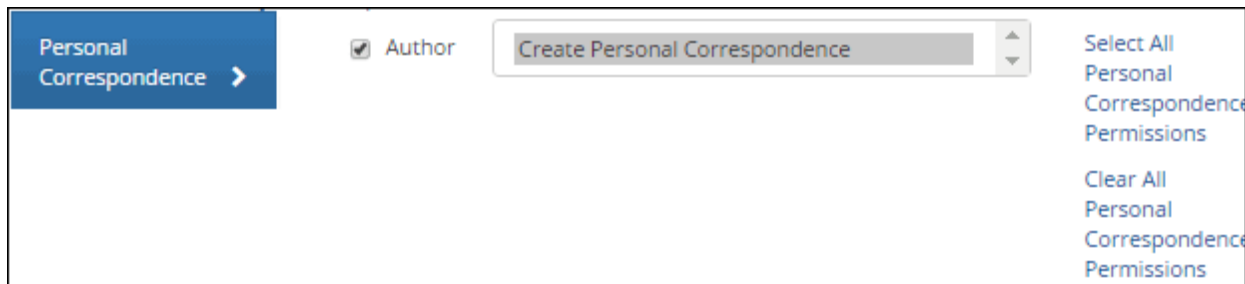 Personal
Correspondence
Author
Create Personal Correspondence
Select All
Personal
Correspondence
Permissions
Clear All
Personal
Correspondence
Permissions